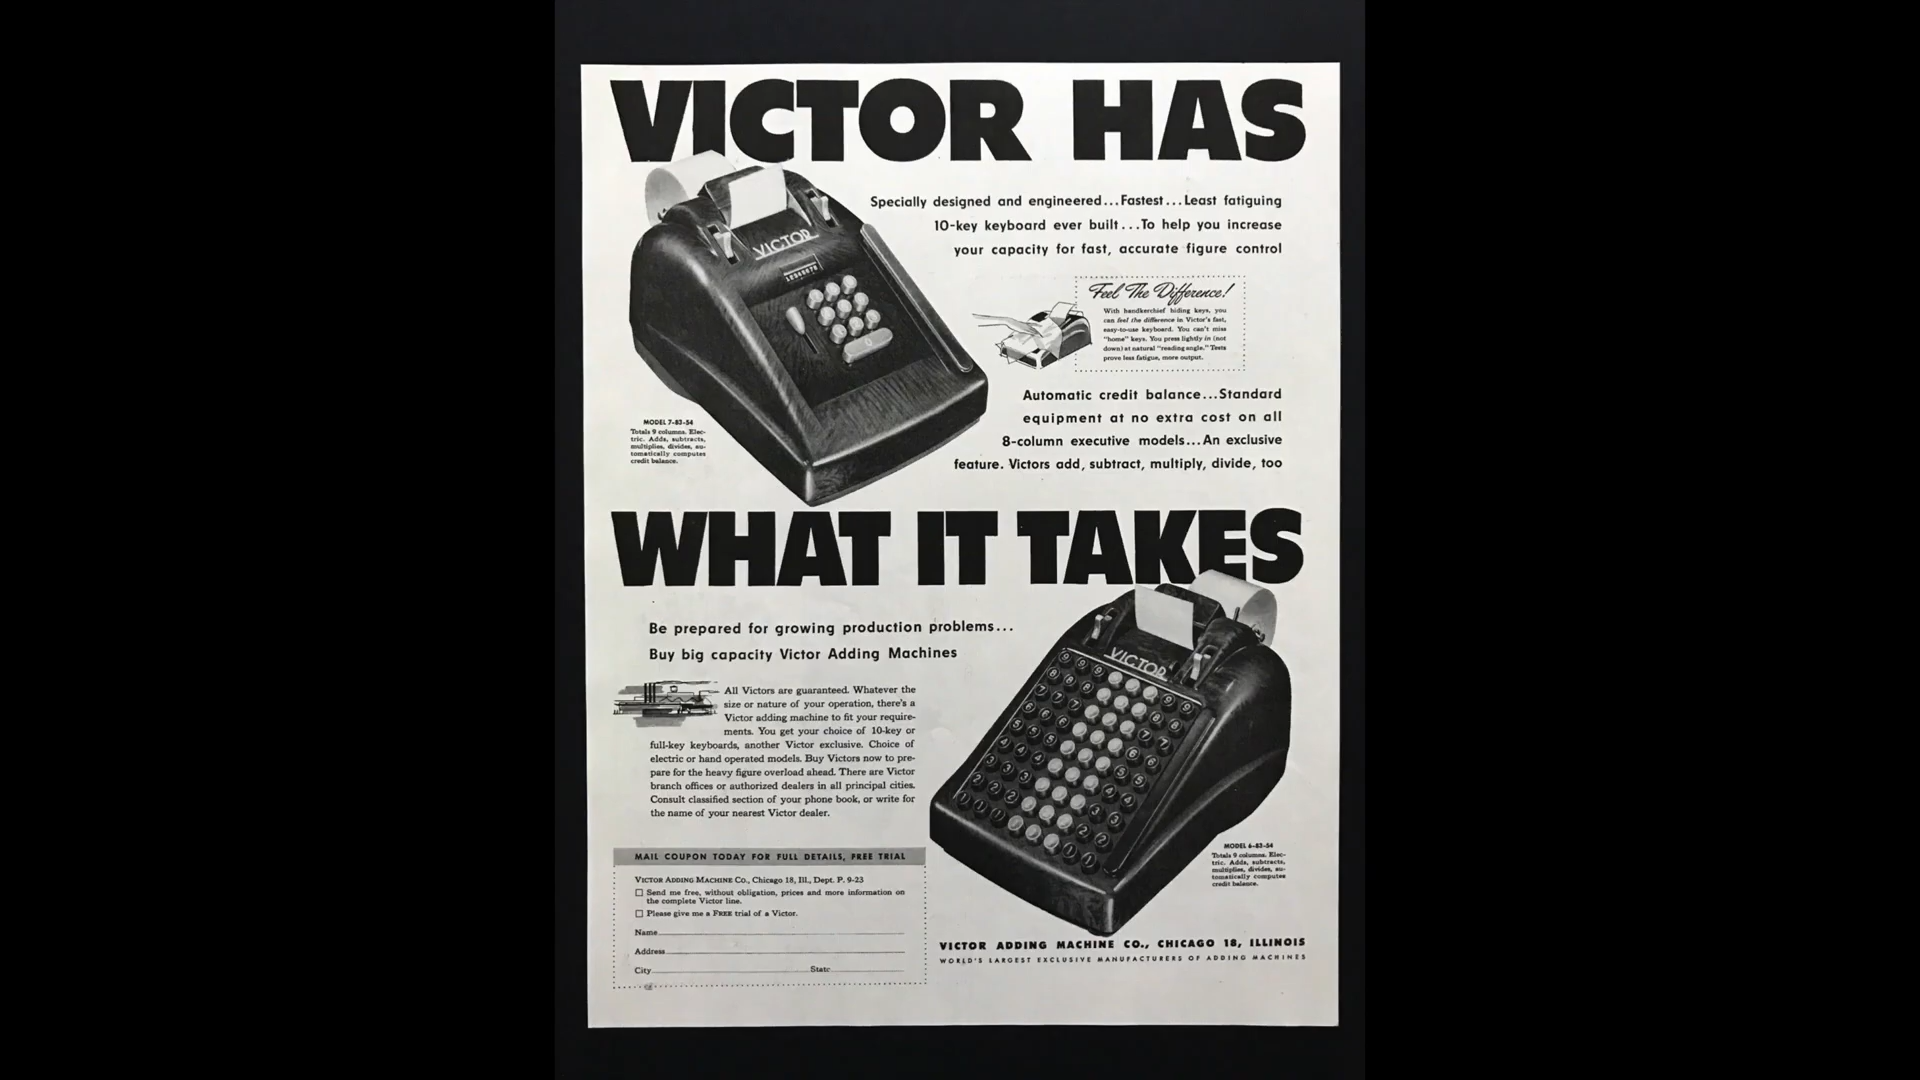 VICTOR HAS
Specially designed and engineered...Fastest...Least fatiguing
10-key keyboard ever built...To help you increase
your capacity for fast, accurate figure control
VICTOR
Feel The Difference!
With handkerchief hiding keys, you
can feel the difference in Victor's fast,
easy-to-use keyboard. You can't miss
"home" keys. You press lightly in (not
down) at natural "reading angle." Tests
prove less fatigue, more output.
0
Automatic credit balance...Standard
equipment at no extra cost on all
8-column executive models...An exclusive
feature. Victors add, subtract, multiply, divide, too
MODEL 7-83-54
Totals 9 columns. Elec-
tric. Adds, subtracts,
multiplies, divides, au-
tomatically computes
credit balance.
WHAT IT TAKES
Be prepared for growing production problems...
Buy big capacity Victor Adding Machines
VICTOR
All Victors are guaranteed. Whatever the
size or nature of your operation, there's a
Victor adding machine to fit your require-
ments. You get your choice of 10-key or
full-key keyboards, another Victor exclusive. Choice of
electric or hand operated models. Buy Victors now to pre-
pare for the heavy figure overload ahead. There are Victor
branch offices or authorized dealers in all principal cities.
Consult classified section of your phone book, or write for
the name of your nearest Victor dealer.
MODEL 6-83-54
Totals 9 columns. Elec-
tric. Adds, subtracts,
multiplies, divides, au-
tomatically computes
credit balance.
MAIL COUPON TODAY FOR FULL DETAILS, FREE TRIAL
VICTOR ADDING MACHINE CO., Chicago 18, Ill., Dept. P. 9-23
Send me free, without obligation, prices and more information on
the complete Victor line.
Please give me a FREE trial of a Victor.
Name
Address
City State
VICTOR ADDING MACHINE CO., CHICAGO 18, ILLINOIS
WORLD'S LARGEST EXCLUSIVE MANUFACTURERS OF ADDING MACHINES